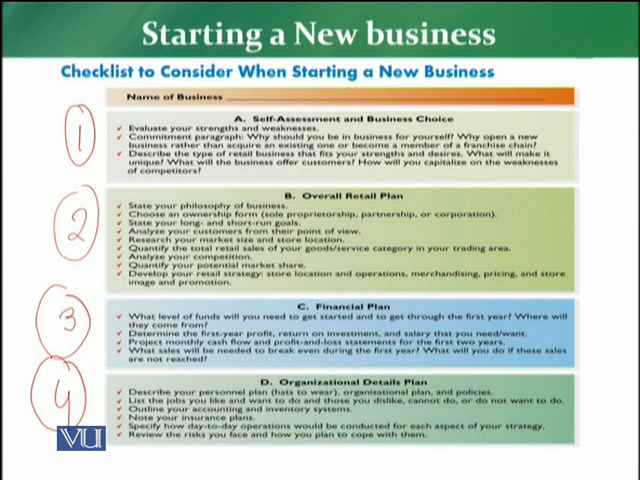 Starting a New business
Checklist to Consider When Starting a New Business
Name of Business
1
A. Self-Assessment and Business Choice
Evaluate your strengths and weaknesses.
Commitment paragraph: Why should you be in business for yourself? Why open a new
business rather than acquire an existing one or become a member of a franchise chain?
Describe the type of retail business that fits your strengths and desires. What will make it
unique? What will the business offer customers? How will you capitalize on the weaknesses
of competitors?
2
B. Overall Retail Plan
State your philosophy of business.
Choose an ownership form (sole proprietorship, partnership, or corporation).
State your long- and short-run goals.
Analyze your customers from their point of view.
Research your market size and store location.
Quantify the total retail sales of your goods/service category in your trading area.
Analyze your competition.
Quantify your potential market share.
Develop your retail strategy: store location and operations, merchandising, pricing, and store
image and promotion.
3
C. Financial Plan
What level of funds will you need to get started and to get through the first year? Where will
they come from?
Determine the first-year profit, return on investment, and salary that you need/want.
Project monthly cash flow and profit-and-loss statements for the first two years.
What sales will be needed to break even during the first year? What will you do if these sales
are not reached?
4
D. Organizational Details Plan
Describe your personnel plan (hats to wear), organizational plan, and policies.
List the jobs you like and want to do and those you dislike, cannot do, or do not want to do.
Outline your accounting and inventory systems.
Note your insurance plans.
Specify how day-to-day operations would be conducted for each aspect of your strategy.
Review the risks you face and how you plan to cope with them.
VU